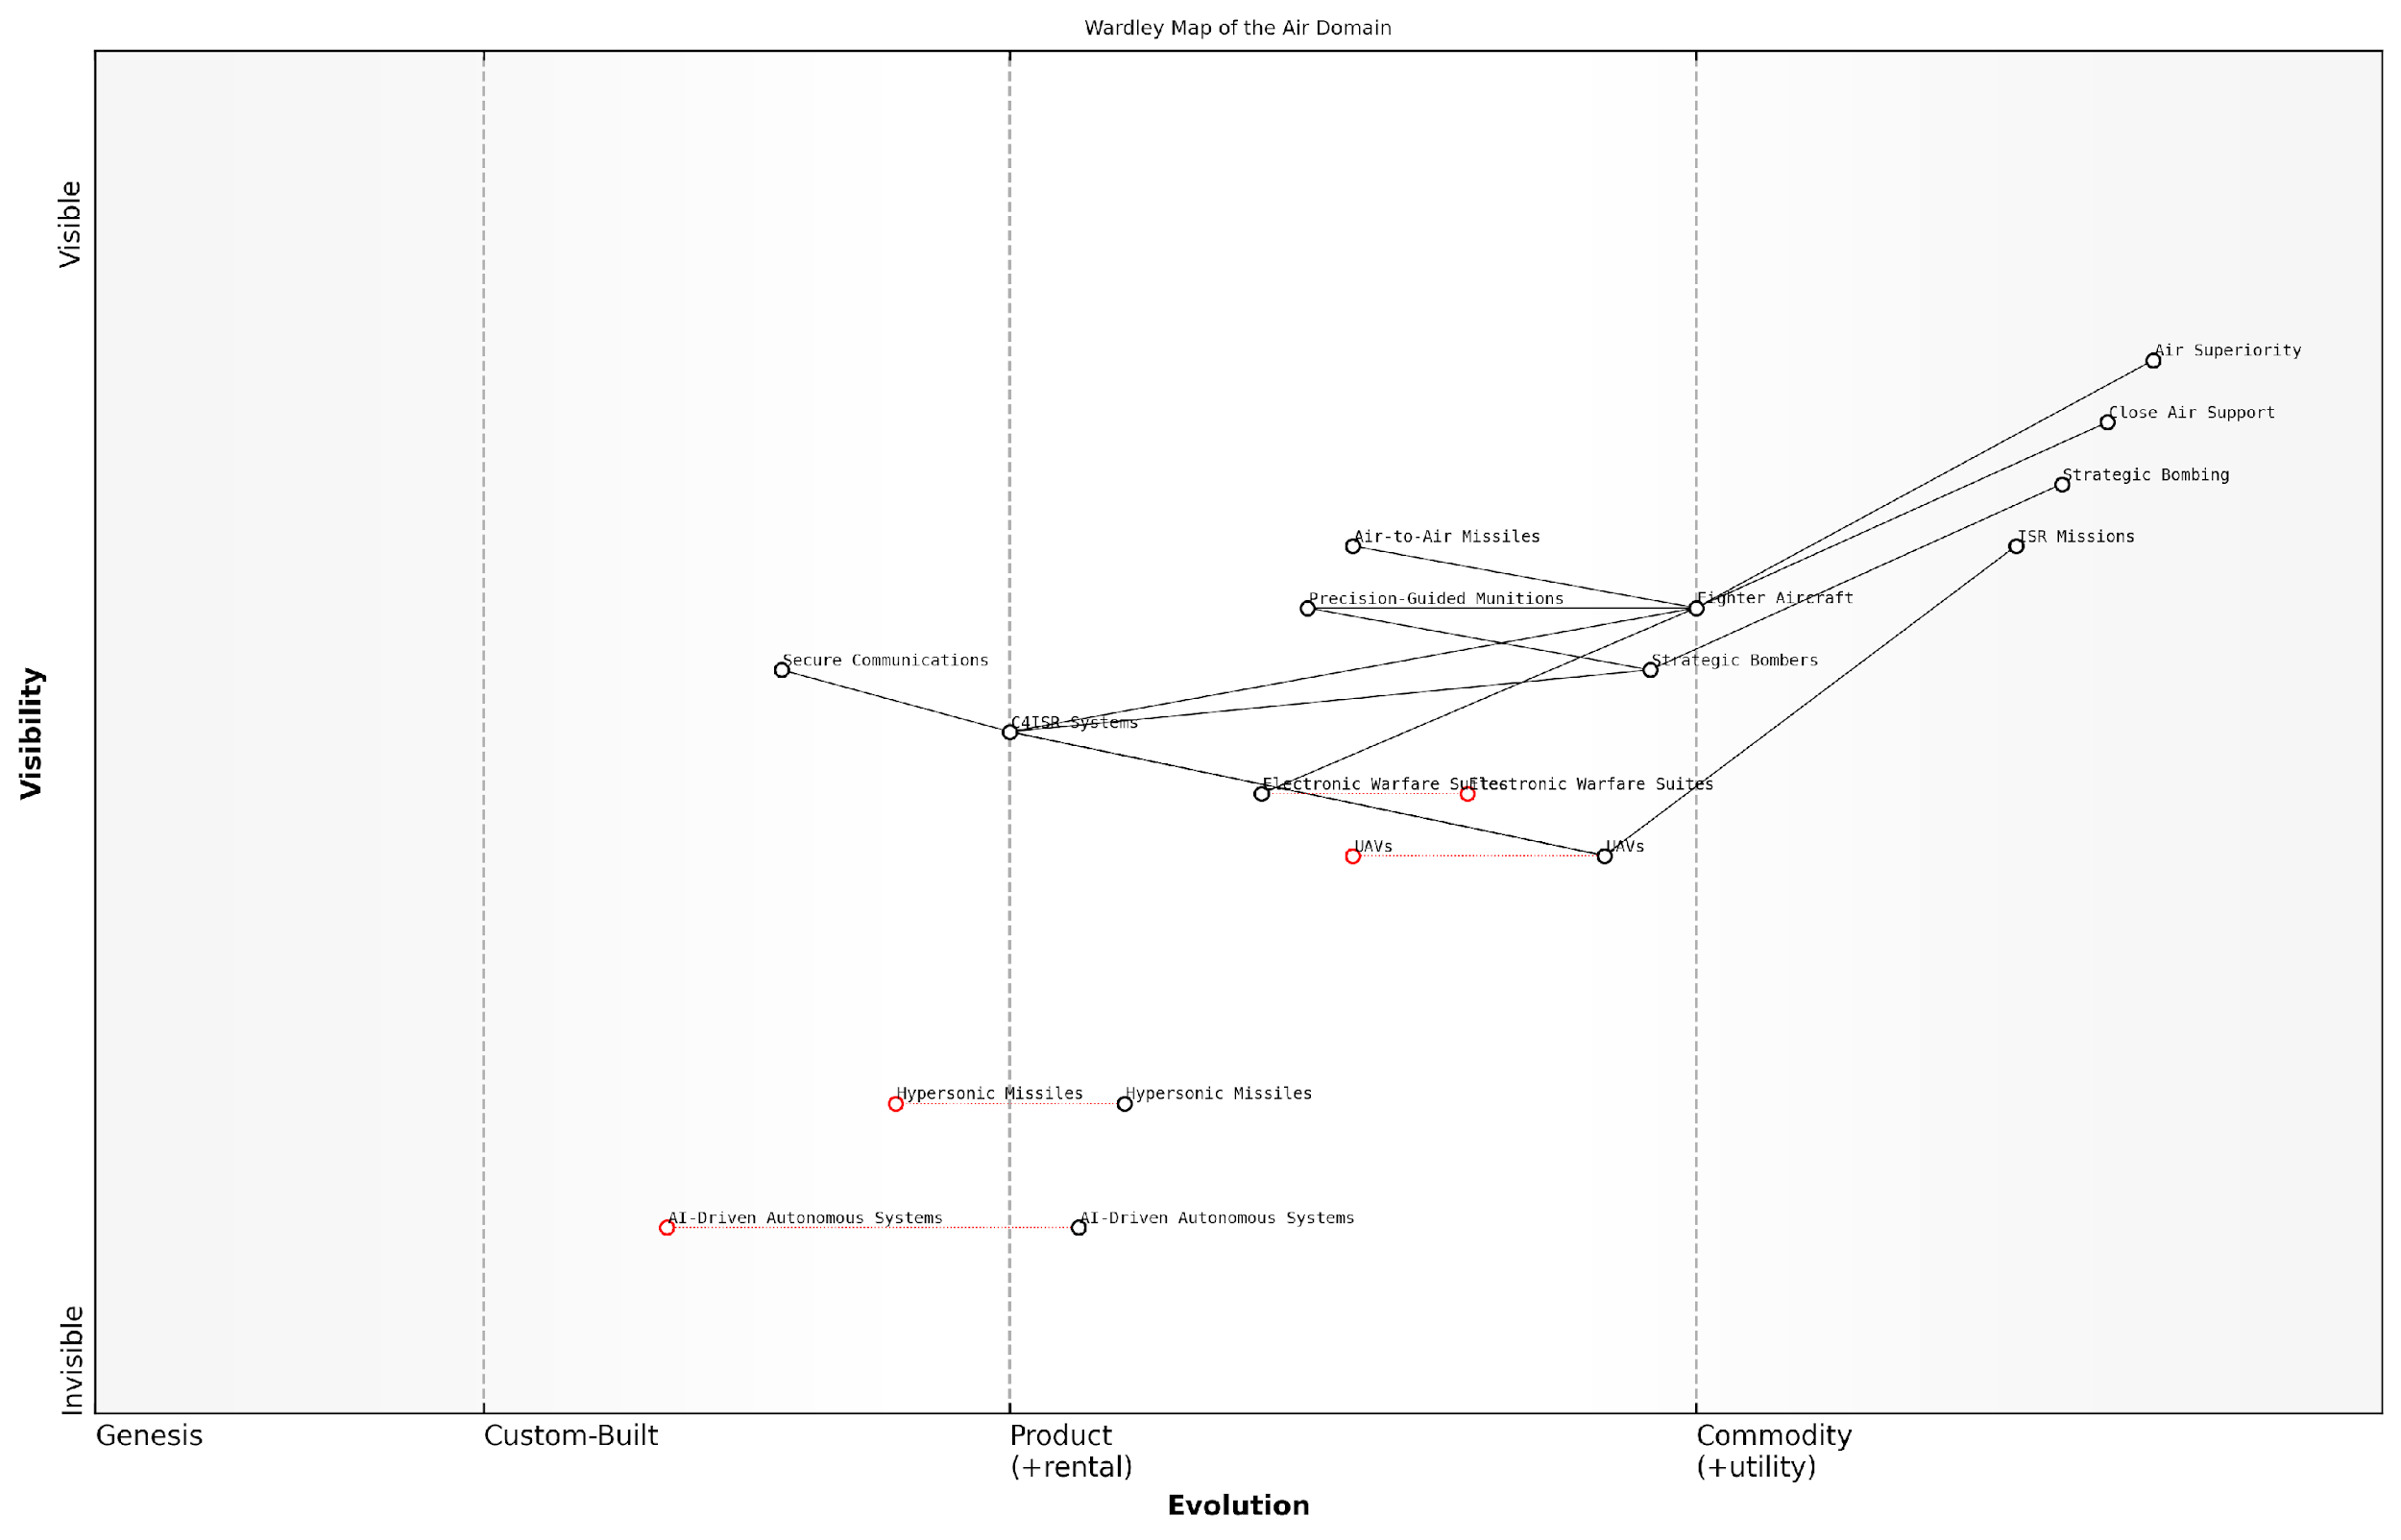 Wardley Map of the Air Domain
Visible
Air Superiority
Close Air Support
Strategic Bombing
Air-to-Air Missiles
ISR Missions
Precision-Guided Munitions
Fighter Aircraft
Secure Communications
Strategic Bombers
C4ISR Systems
Visibility
Electronic Warfare Suites
Electronic Warfare Suites
UAVs
UAVs
Hypersonic Missiles
Hypersonic Missiles
AI-Driven Autonomous Systems
AI-Driven Autonomous Systems
Invisible
Genesis
Custom-Built
Product
(+rental)
Commodity
(+utility)
Evolution